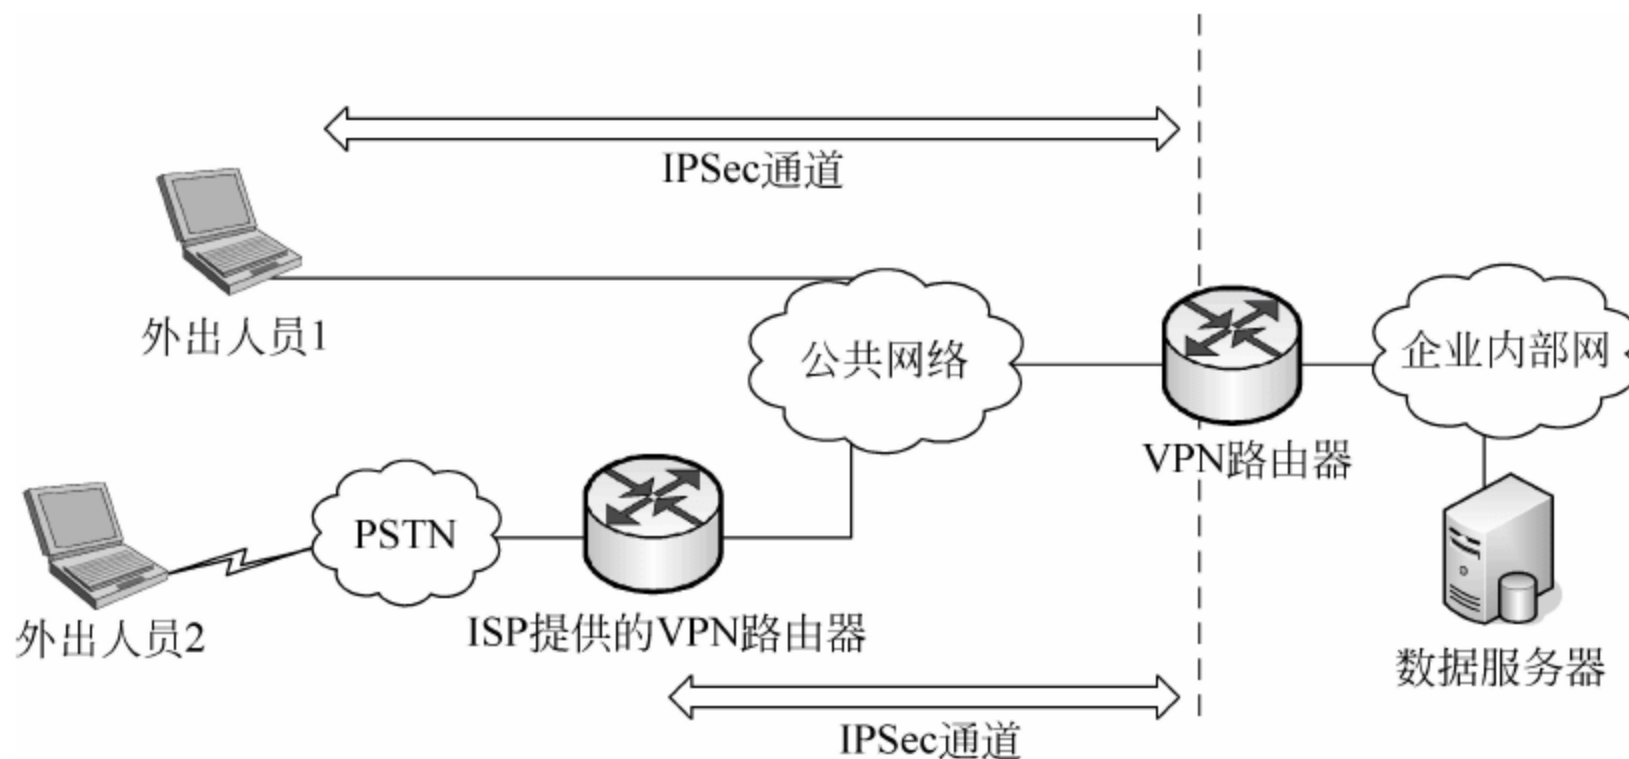 IPSec通道
外出人员1
公共网络
企业内部网
VPN路由器
PSTN
外出人员2
ISP提供的VPN路由器
数据服务器
IPSec通道